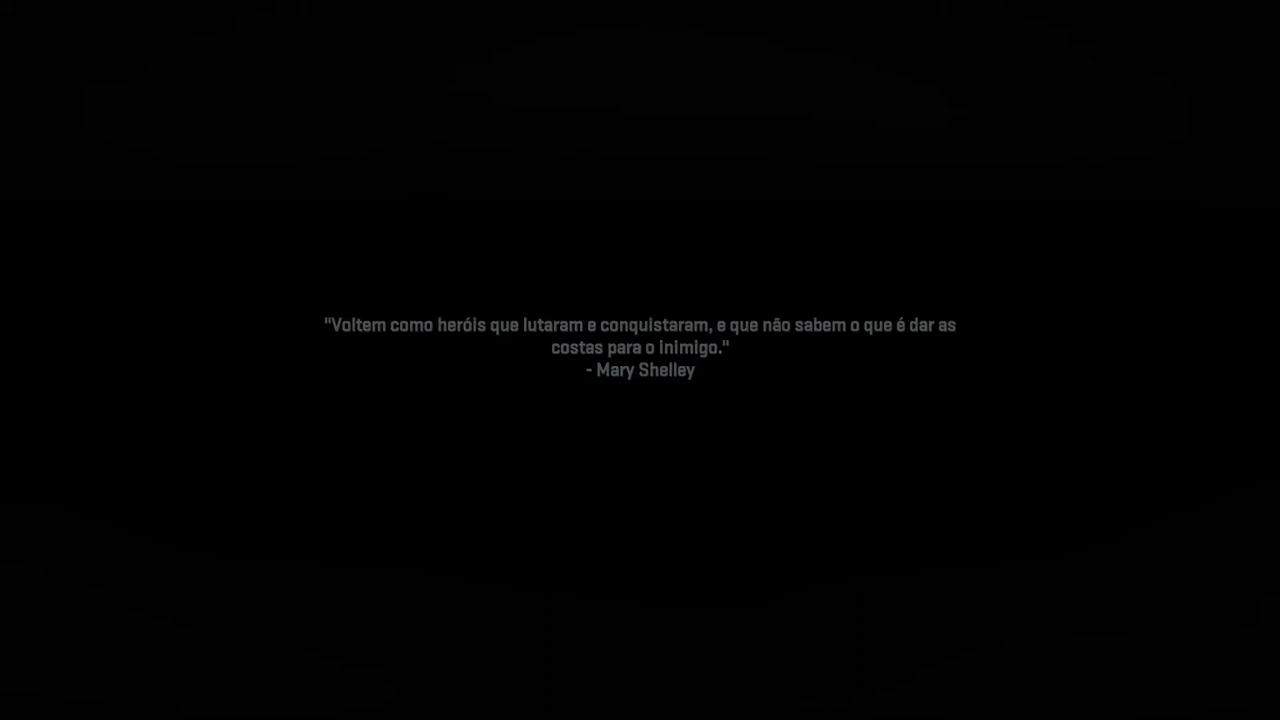 "Voltem como heróis que lutaram e conquistaram, e que não sabem o que é dar as
costas para o inimigo."
- Mary Shelley